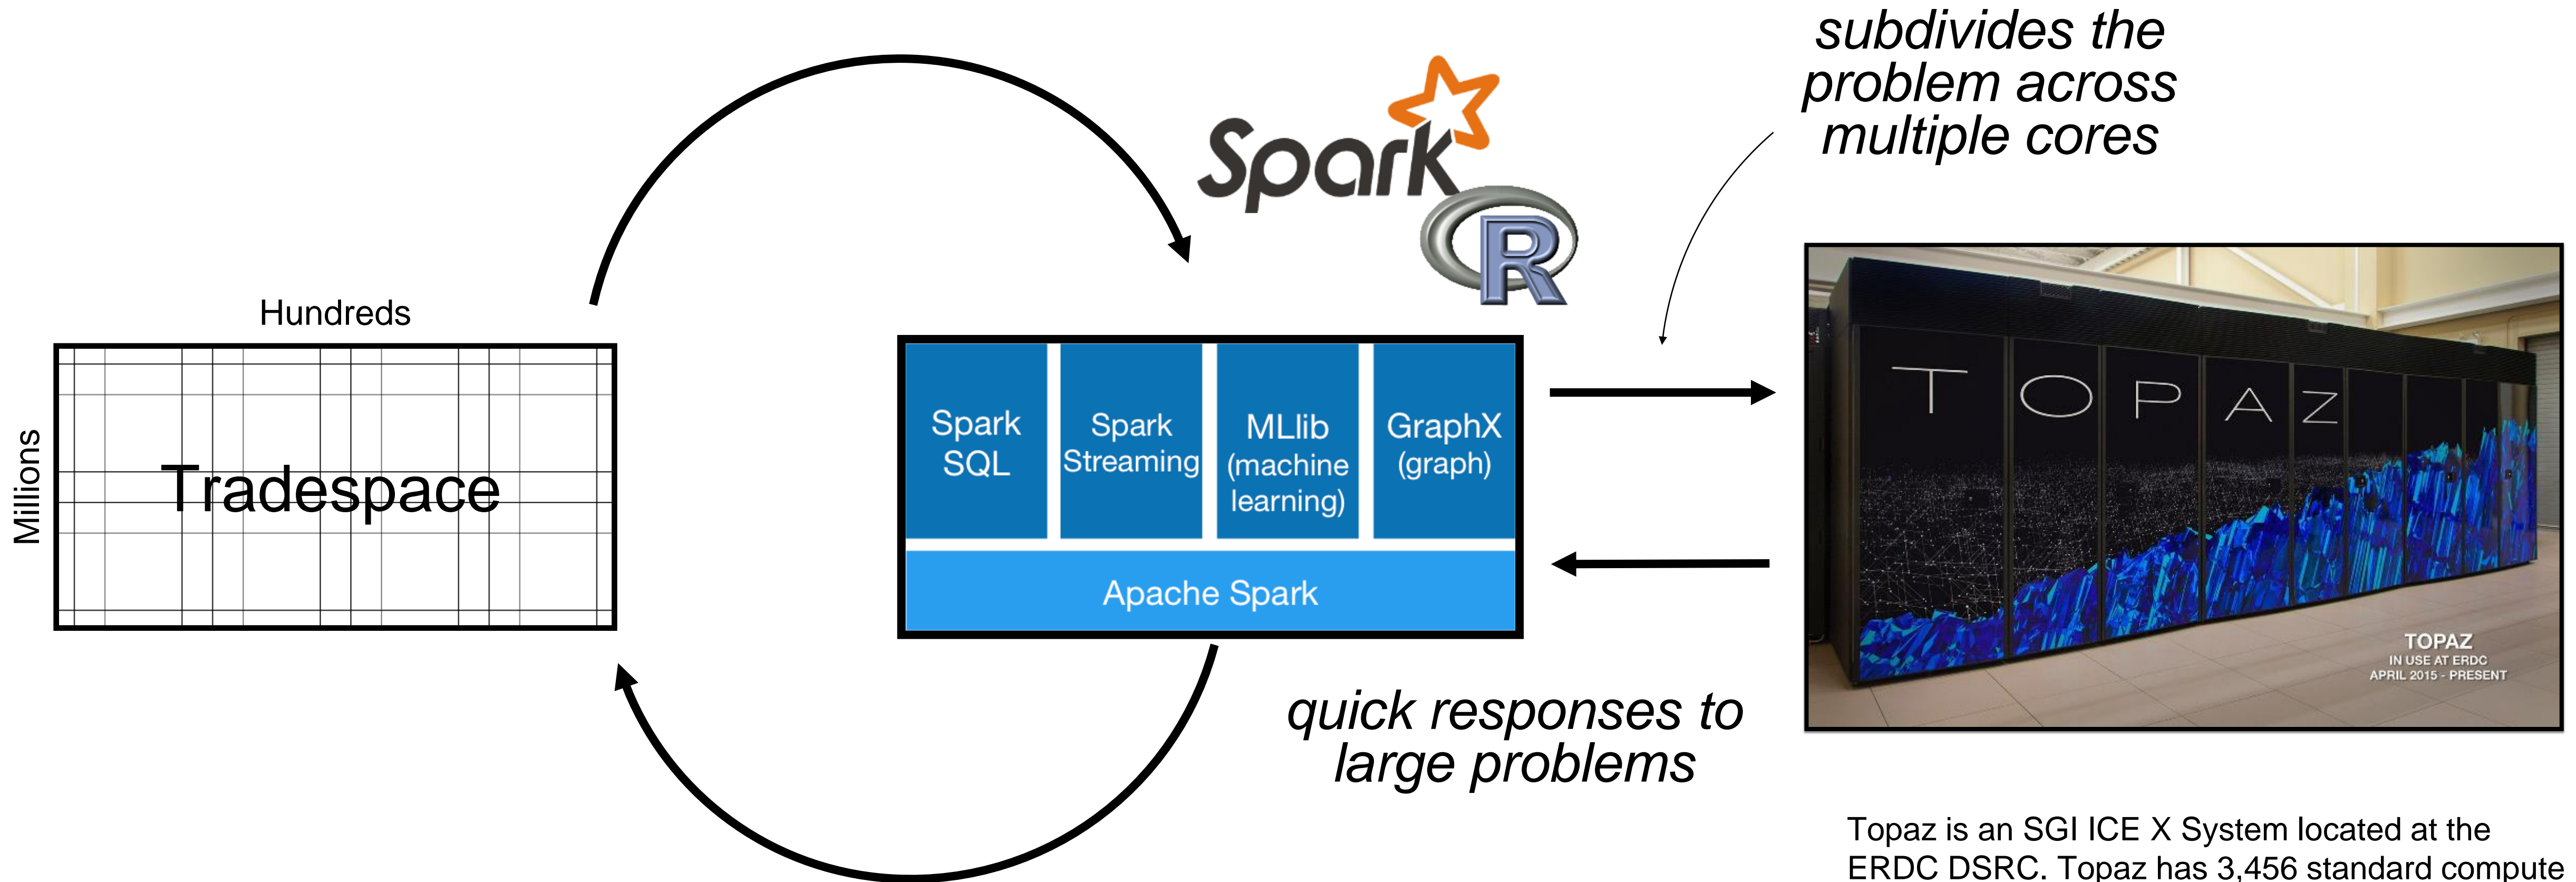 subdivides the
problem across
multiple cores
Spark
R
Hundreds
Millions
Tradespace
Spark
SQL
Spark
Streaming
MLlib
(machine
learning)
GraphX
(graph)
Apache Spark
TOPAZ
TOPAZ
IN USE AT ERDC
APRIL 2015 - PRESENT
quick responses to
large problems
Topaz is an SGI ICE X System located at the
ERDC DSRC. Topaz has 3,456 standard compute